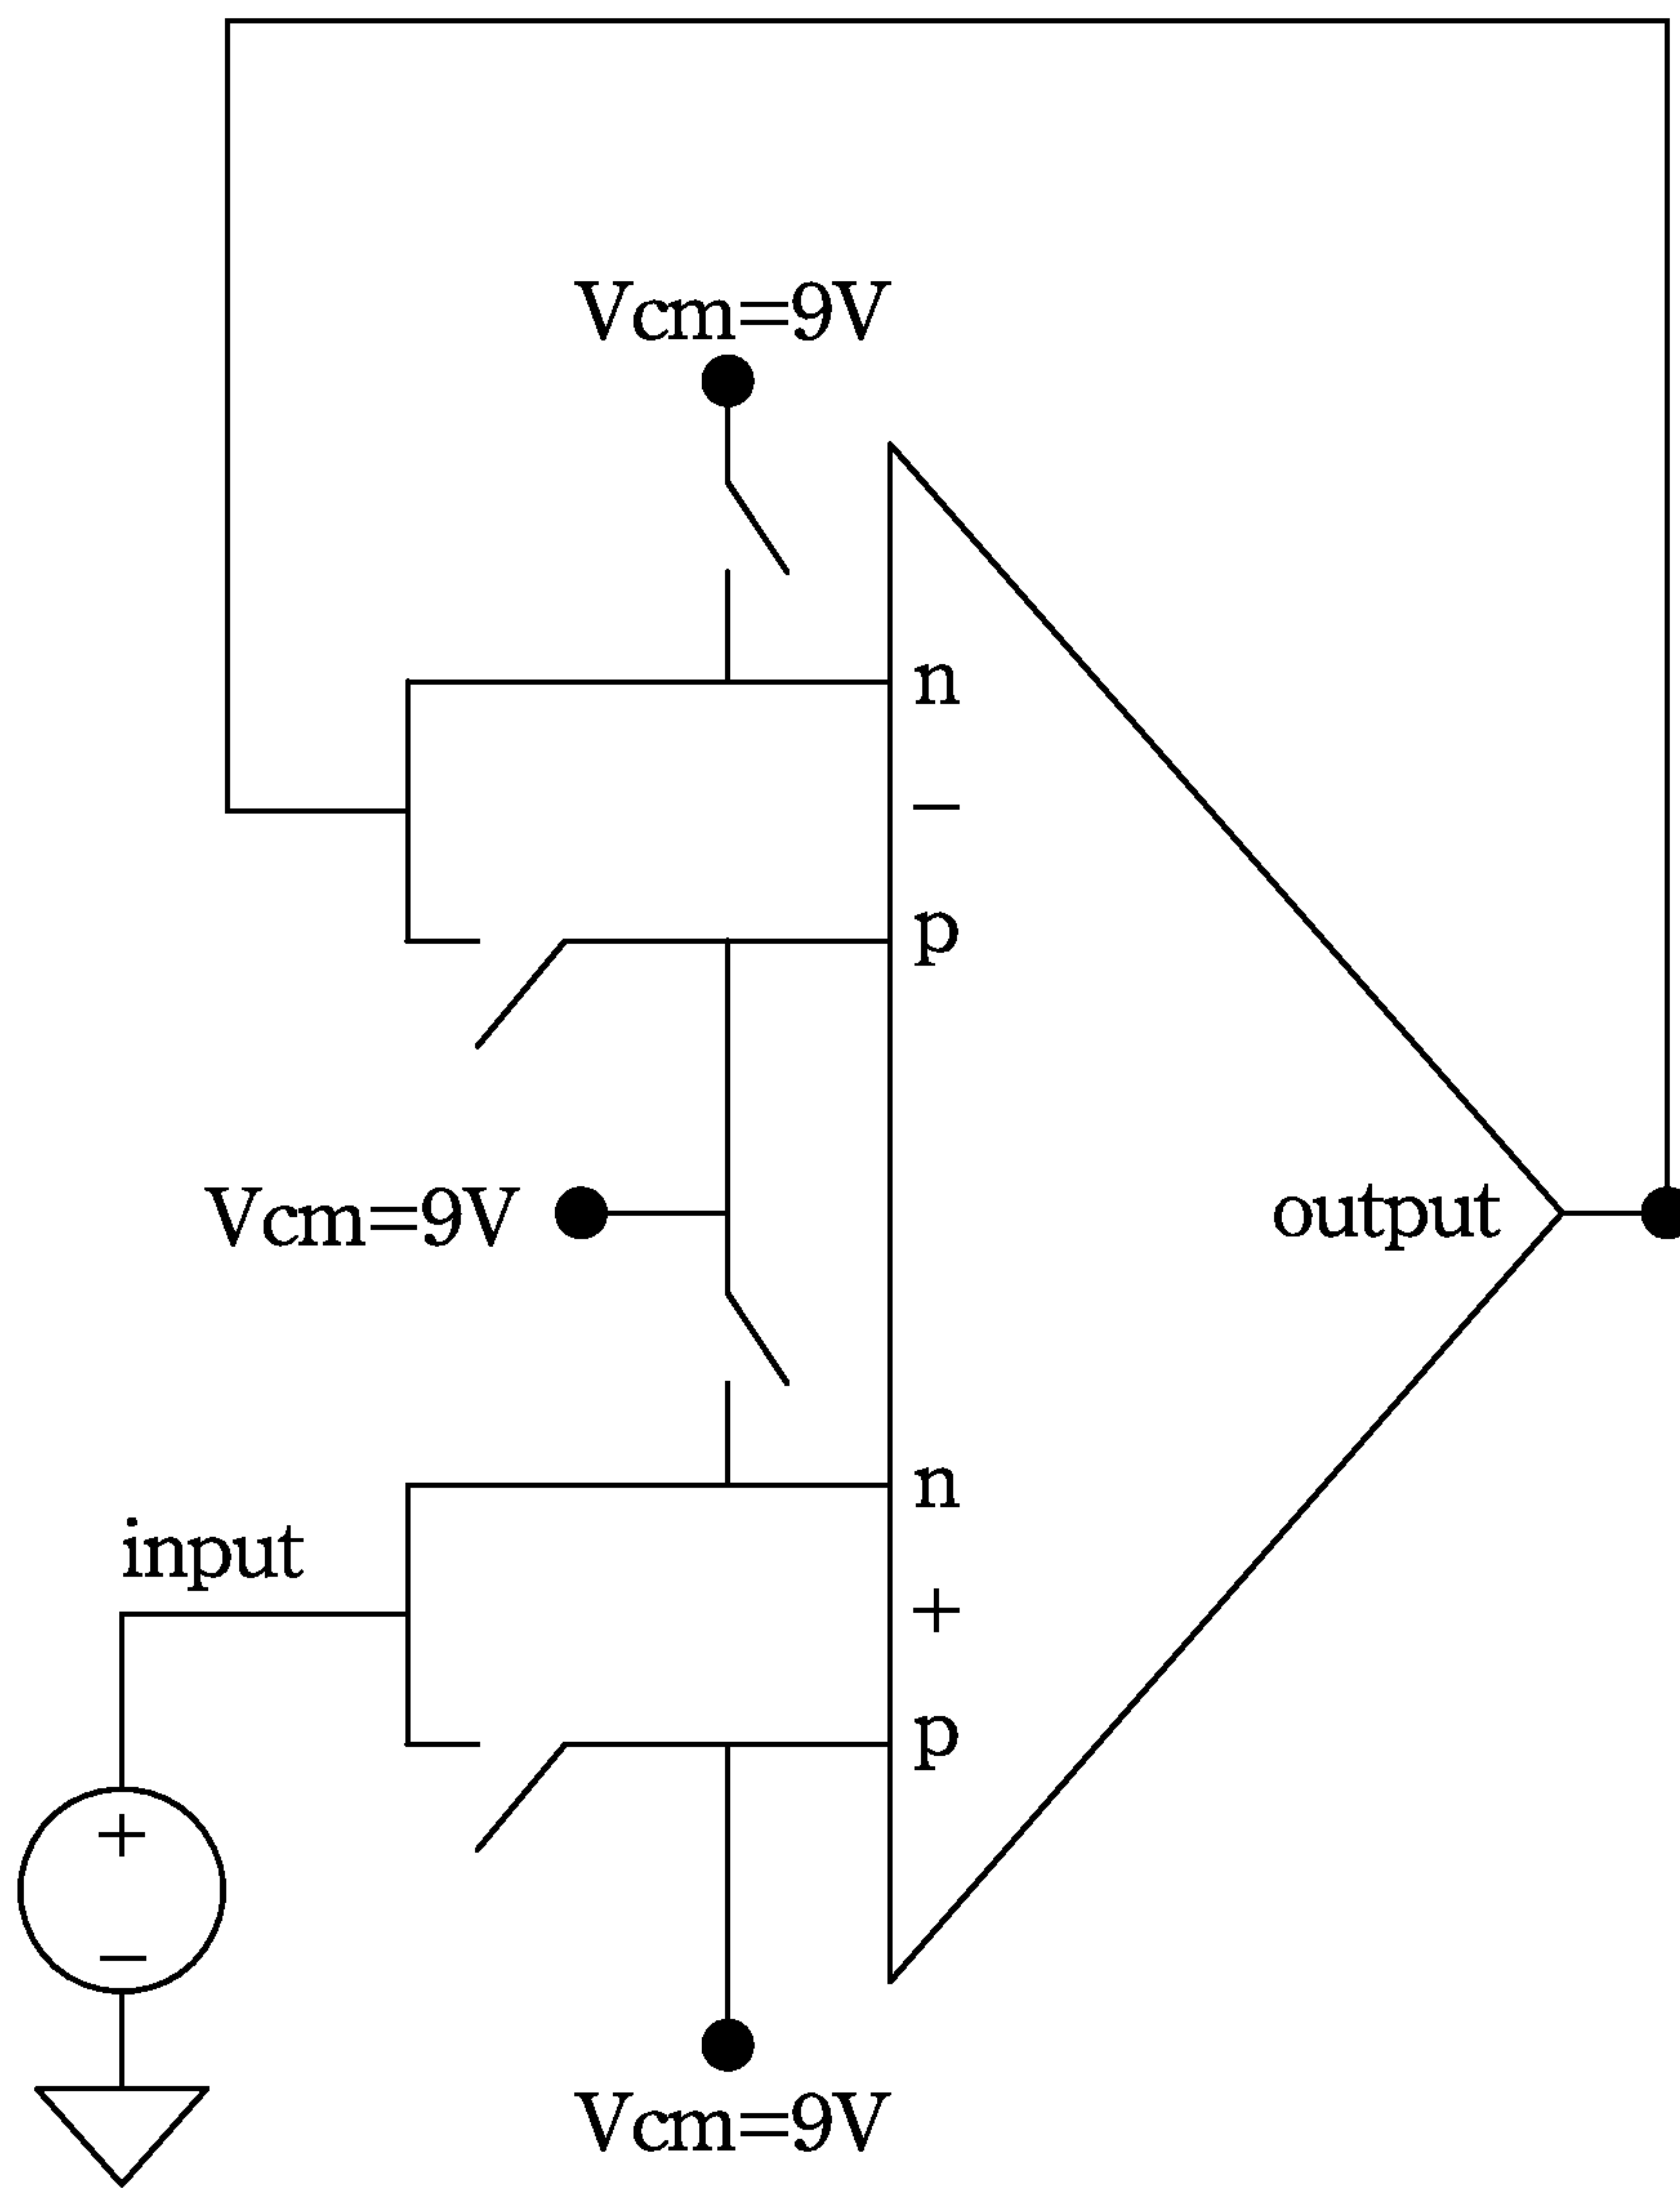 Vcm=9V
n
−
p
Vcm=9V
output
n
input
+
p
+
−
Vcm=9V